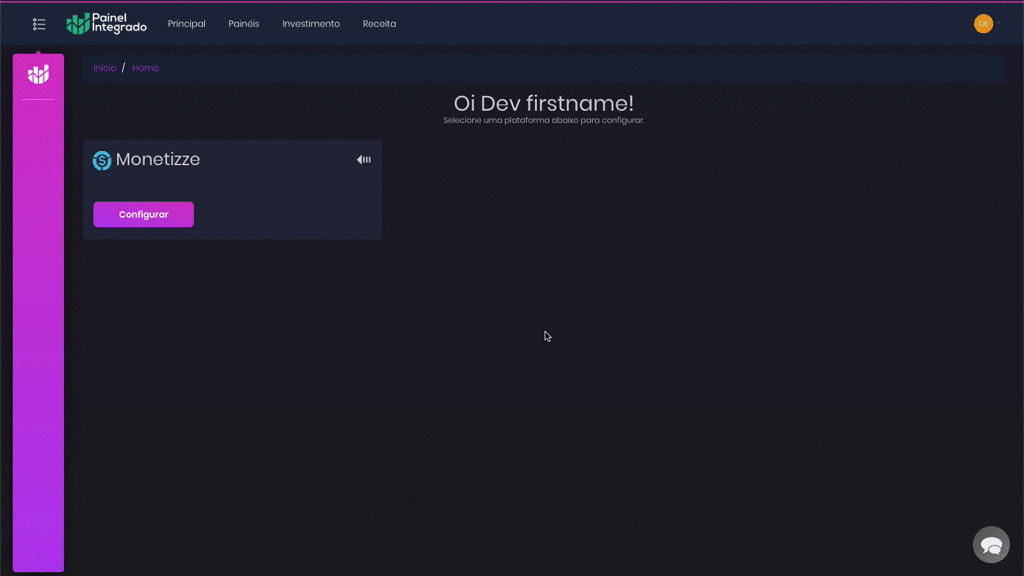 Painel
Integrado
Principal
Painéis
Investimento
Receita
DE
Início / Home
Oi Dev firstname!
Selecione uma plataforma abaixo para configurar.
Monetizze
Configurar